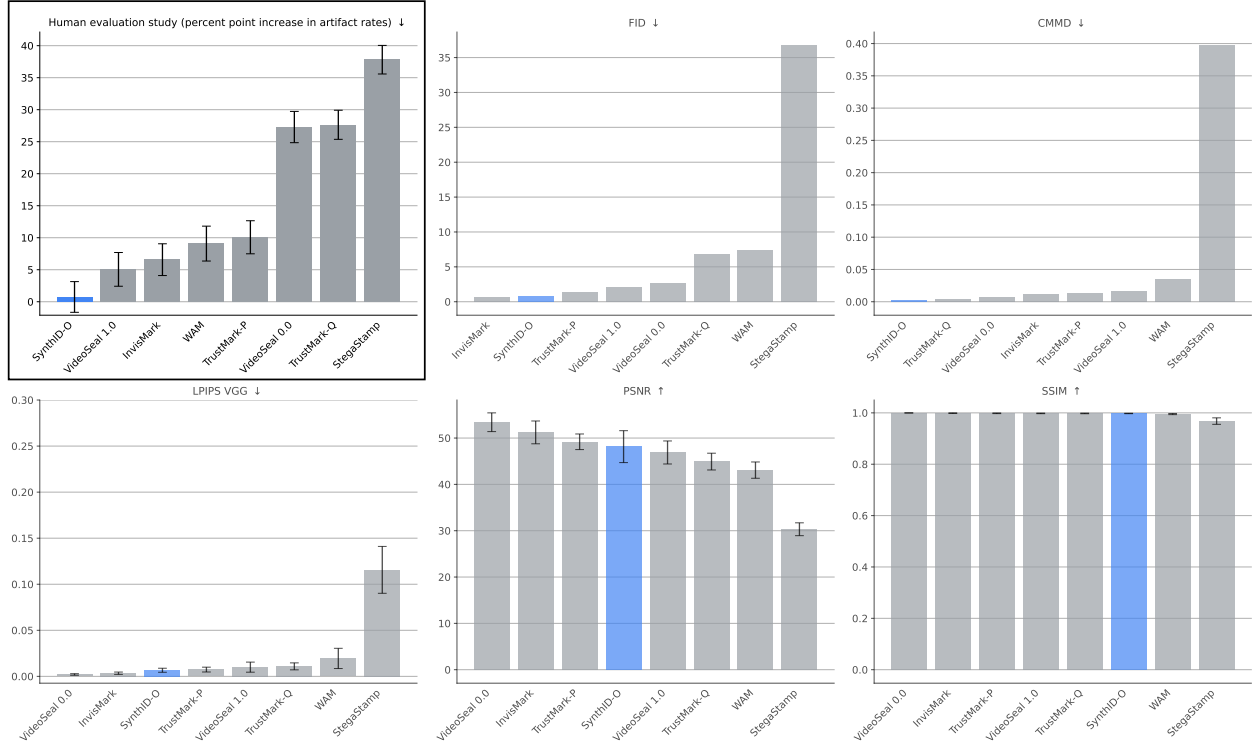 Human evaluation study (percent point increase in artifact rates) ↓
40
35
30
25
20
15
10
5
0
SynthID-O
VideoSeal 1.0
InvisMark
WAM
TrustMark-P
VideoSeal 0.0
TrustMark-Q
StegaStamp
FID ↓
35
30
25
20
15
10
5
0
InvisMark
SynthID-O
TrustMark-P
VideoSeal 1.0
VideoSeal 0.0
TrustMark-Q
WAM
StegaStamp
CMMD ↓
0.40
0.35
0.30
0.25
0.20
0.15
0.10
0.05
0.00
SynthID-O
TrustMark-Q
VideoSeal 0.0
InvisMark
TrustMark-P
VideoSeal 1.0
WAM
StegaStamp
LPIPS VGG ↓
0.30
0.25
0.20
0.15
0.10
0.05
0.00
VideoSeal 0.0
InvisMark
SynthID-O
TrustMark-P
VideoSeal 1.0
TrustMark-Q
WAM
StegaStamp
PSNR ↑
50
40
30
20
10
0
VideoSeal 0.0
InvisMark
TrustMark-P
SynthID-O
VideoSeal 1.0
TrustMark-Q
WAM
StegaStamp
SSIM ↑
1.0
0.8
0.6
0.4
0.2
0.0
VideoSeal 0.0
InvisMark
TrustMark-P
VideoSeal 1.0
TrustMark-Q
SynthID-O
WAM
StegaStamp